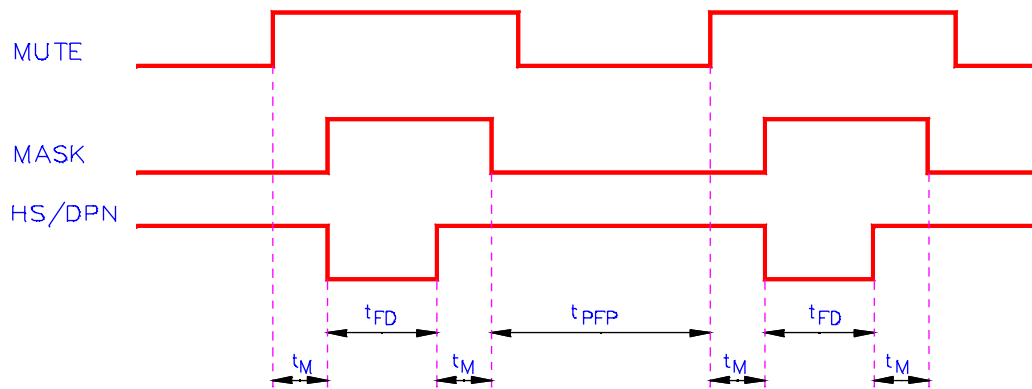 MUTE
MASK
HS/DPN
tFD tPFP tFD
tM tM tM tM